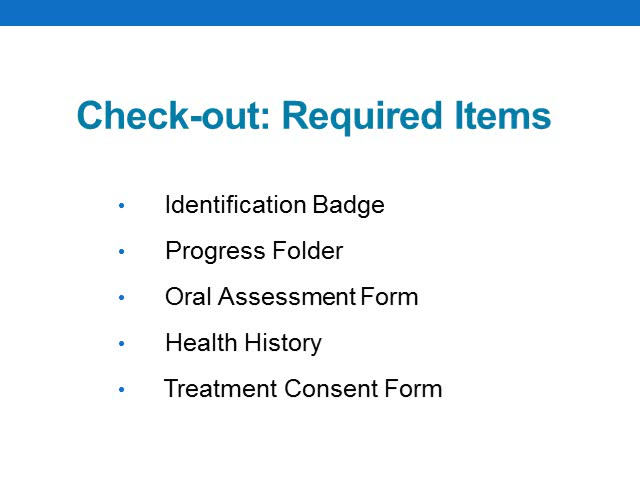 Check-out: Required Items
• Identification Badge
• Progress Folder
• Oral Assessment Form
• Health History
• Treatment Consent Form